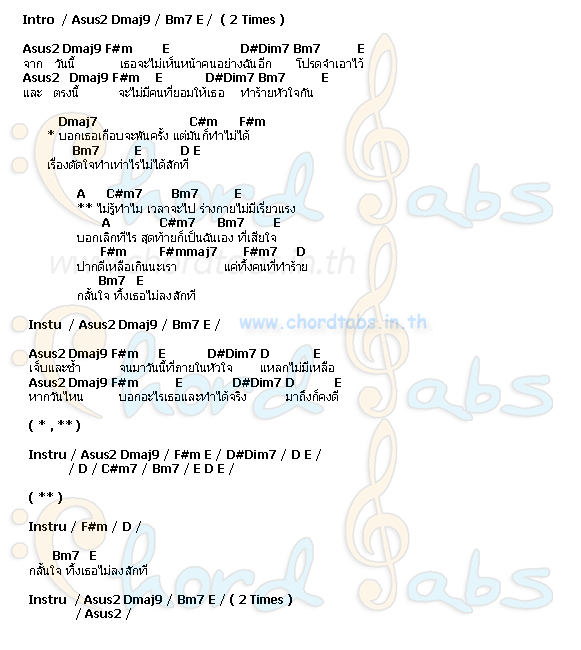 Intro / Asus2 Dmaj9 / Bm7 E / ( 2 Times )
Asus2 Dmaj9 F#m E D#Dim7 Bm7 E
จาก วันนี้ เธอจะไม่เห็นหน้าคนอย่างฉันอีก โปรดจำเอาไว้
Asus2 Dmaj9 F#m E D#Dim7 Bm7 E
และ ตรงนี้ จะไม่มีคนที่ยอมให้เธอ ทำร้ายหัวใจกัน
Dmaj7 C#m F#m
* บอกเธอเกือบจะพันครั้ง แต่มันก็ทำไม่ได้
Bm7 E D E
เรื่องตัดใจทำเท่าไรไม่ได้สักที
A C#m7 Bm7 E
** ไม่รู้ทำไม เวลาจะไป ร่างกายไม่มีเรี่ยวแรง
A C#m7 Bm7 E
บอกเลิกทีไร สุดท้ายก็เป็นฉันเอง ที่เสียใจ
F#m F#mmaj7 F#m7 D
ปากดีเหลือเกินนะเรา แค่ทิ้งคนที่ทำร้าย
Bm7 E
กลั้นใจ ทิ้งเธอไม่ลงสักที
www.chordtabs.in.th
Instu / Asus2 Dmaj9 / Bm7 E /
Asus2 Dmaj9 F#m E D#Dim7 D E
เจ็บและช้ำ จนมาวันนี้ที่ภายในหัวใจ แหลกไม่มีเหลือ
Asus2 Dmaj9 F#m E D#Dim7 D E
หากวันไหน บอกอะไรเธอและทำได้จริง มาถึงก็คงดี
( * , ** )
Instru / Asus2 Dmaj9 / F#m E / D#Dim7 / D E /
/ D / C#m7 / Bm7 / E D E /
( ** )
Instru / F#m / D /
Bm7 E
กลั้นใจ ทิ้งเธอไม่ลงสักที
Instru / Asus2 Dmaj9 / Bm7 E / ( 2 Times )
/ Asus2 /